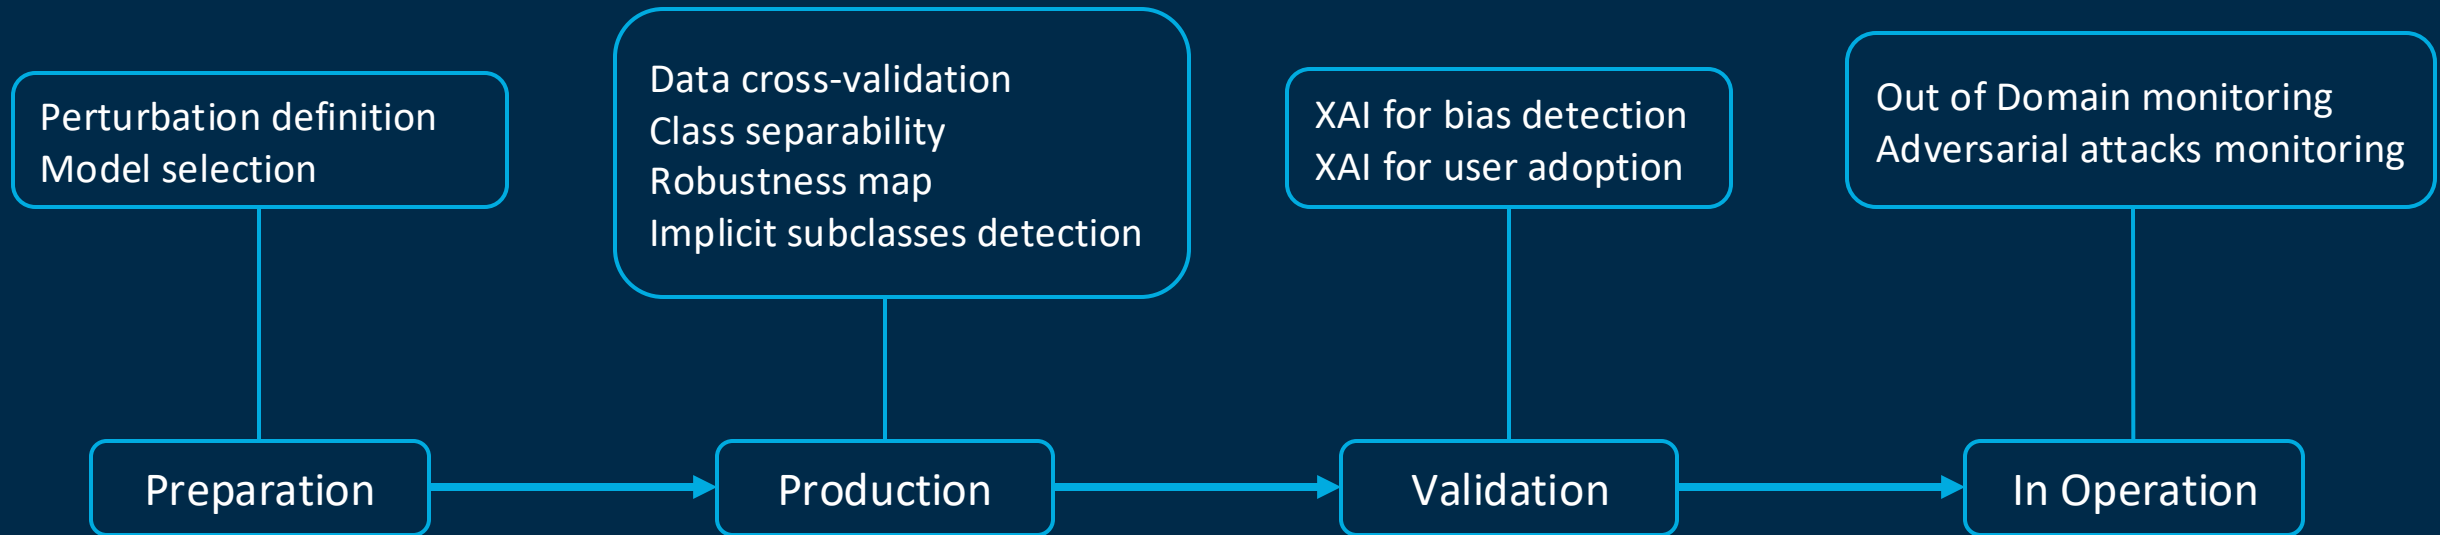 Perturbation definition
Model selection
Data cross-validation
Class separability
Robustness map
Implicit subclasses detection
XAI for bias detection
XAI for user adoption
Out of Domain monitoring
Adversarial attacks monitoring
Preparation
Production
Validation
In Operation